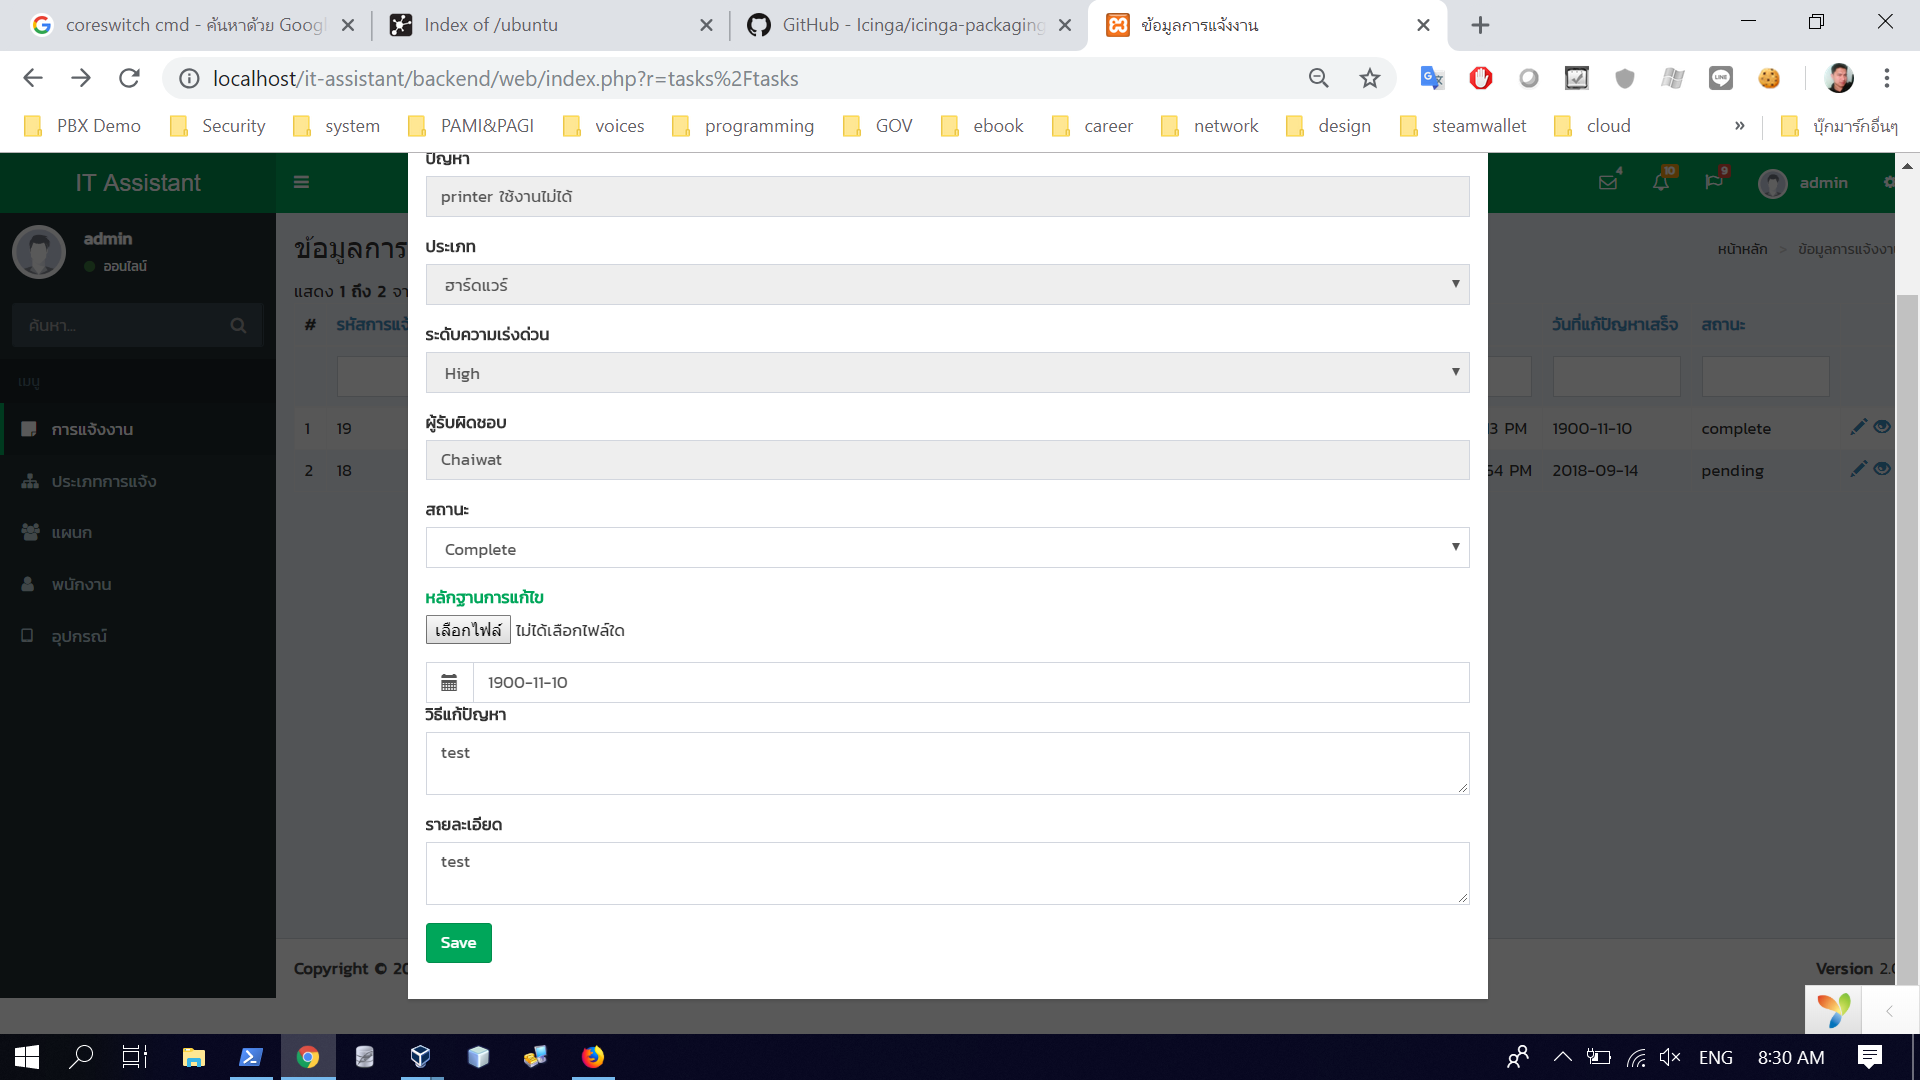 coreswitch cmd - ค้นหาด้วย Googl
Index of /ubuntu
GitHub - Icinga/icinga-packaging
ข้อมูลการแจ้งงาน
localhost/it-assistant/backend/web/index.php?r=tasks%2Ftasks
PBX Demo
Security
system
PAMI&PAGI
voices
programming
GOV
ebook
career
network
design
steamwallet
cloud
»
บุ๊กมาร์กอื่นๆ
IT Assistant
4
10
9
admin
admin
ออนไลน์
ค้นหา...
เมนู
การแจ้งงาน
ประเภทการแจ้ง
แผนก
พนักงาน
อุปกรณ์
ข้อมูลการ
หน้าหลัก > ข้อมูลการแจ้งงาน
แสดง 1 ถึง 2 จา
# รหัสการแจ้ วันที่แก้ปัญหาเสร็จ สถานะ
1 19 13 PM 1900-11-10 complete
2 18 54 PM 2018-09-14 pending
ปัญหา
printer ใช้งานไม่ได้
ประเภท
ฮาร์ดแวร์
ระดับความเร่งด่วน
High
ผู้รับผิดชอบ
Chaiwat
สถานะ
Complete
หลักฐานการแก้ไข
เลือกไฟล์ ไม่ได้เลือกไฟล์ใด
1900-11-10
วิธีแก้ปัญหา
test
รายละเอียด
test
Save
Copyright © 20
Version 2.0
ENG
8:30 AM